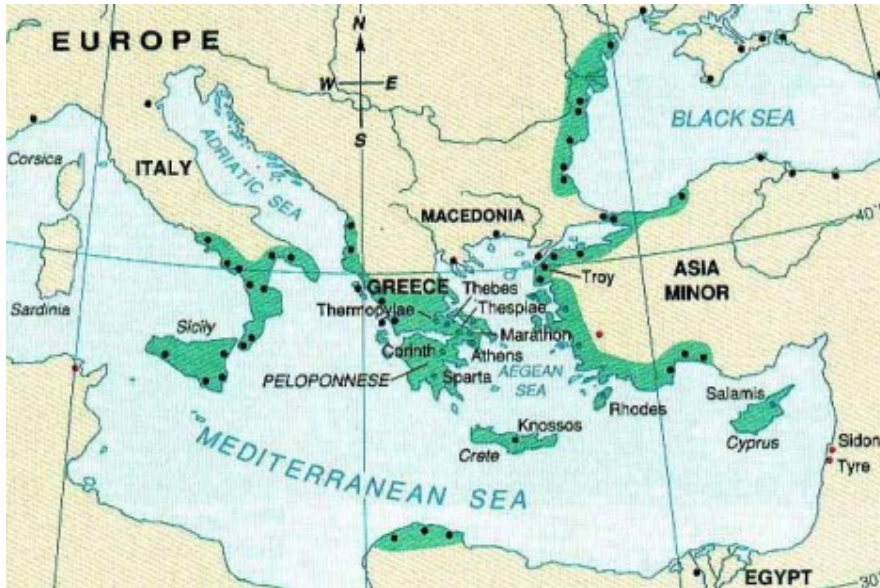 EUROPE
N
W E
S
BLACK SEA
Corsica
ITALY
ADRIATIC SEA
MACEDONIA
40°
Sardinia
Sicily
GREECE
Troy
ASIA
MINOR
Thebes
Thermopylae
Thespiae
Marathon
Corinth
Athens
PELOPONNESE
Sparta
AEGEAN
SEA
Rhodes
Salamis
Cyprus
Knossos
Crete
Sidon
Tyre
MEDITERRANEAN SEA
EGYPT
30°